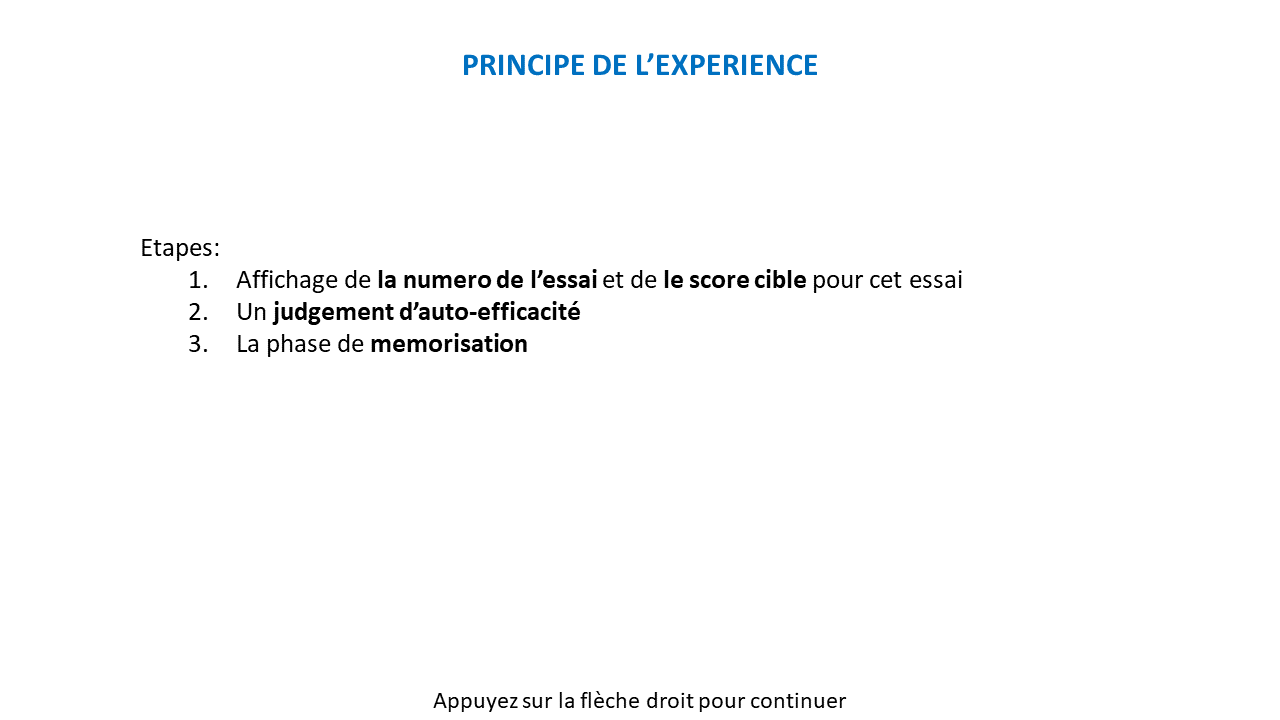 PRINCIPE DE L’EXPERIENCE
Etapes:
1. Affichage de la numero de l’essai et de le score cible pour cet essai
2. Un judgement d’auto-efficacité
3. La phase de memorisation
Appuyez sur la flèche droit pour continuer